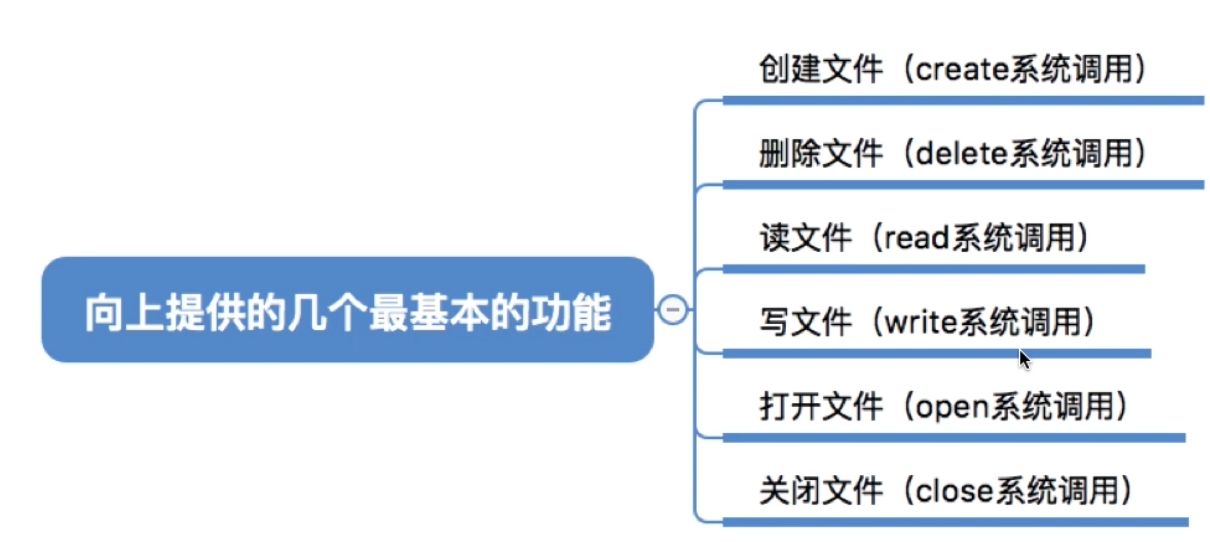 向上提供的几个最基本的功能
创建文件（create系统调用）
删除文件（delete系统调用）
读文件（read系统调用）
写文件（write系统调用）
打开文件（open系统调用）
关闭文件（close系统调用）